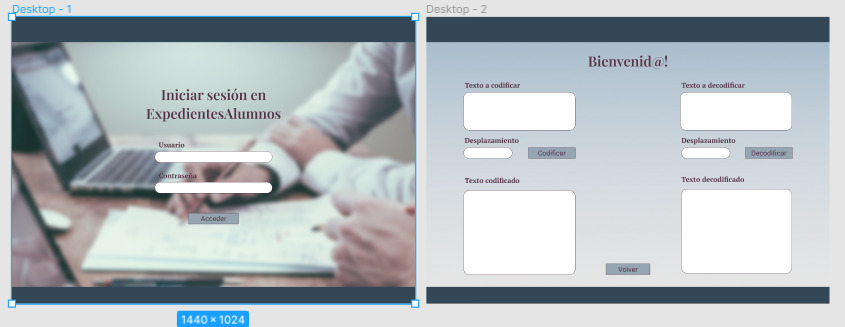 Desktop - 1
Iniciar sesión en
ExpedientesAlumnos
Usuario
Contraseña
Acceder
1440 × 1024
Desktop - 2
Bienvenid@!
Texto a codificar
Desplazamiento
Codificar
Texto codificado
Texto a decodificar
Desplazamiento
Decodificar
Texto decodificado
Volver